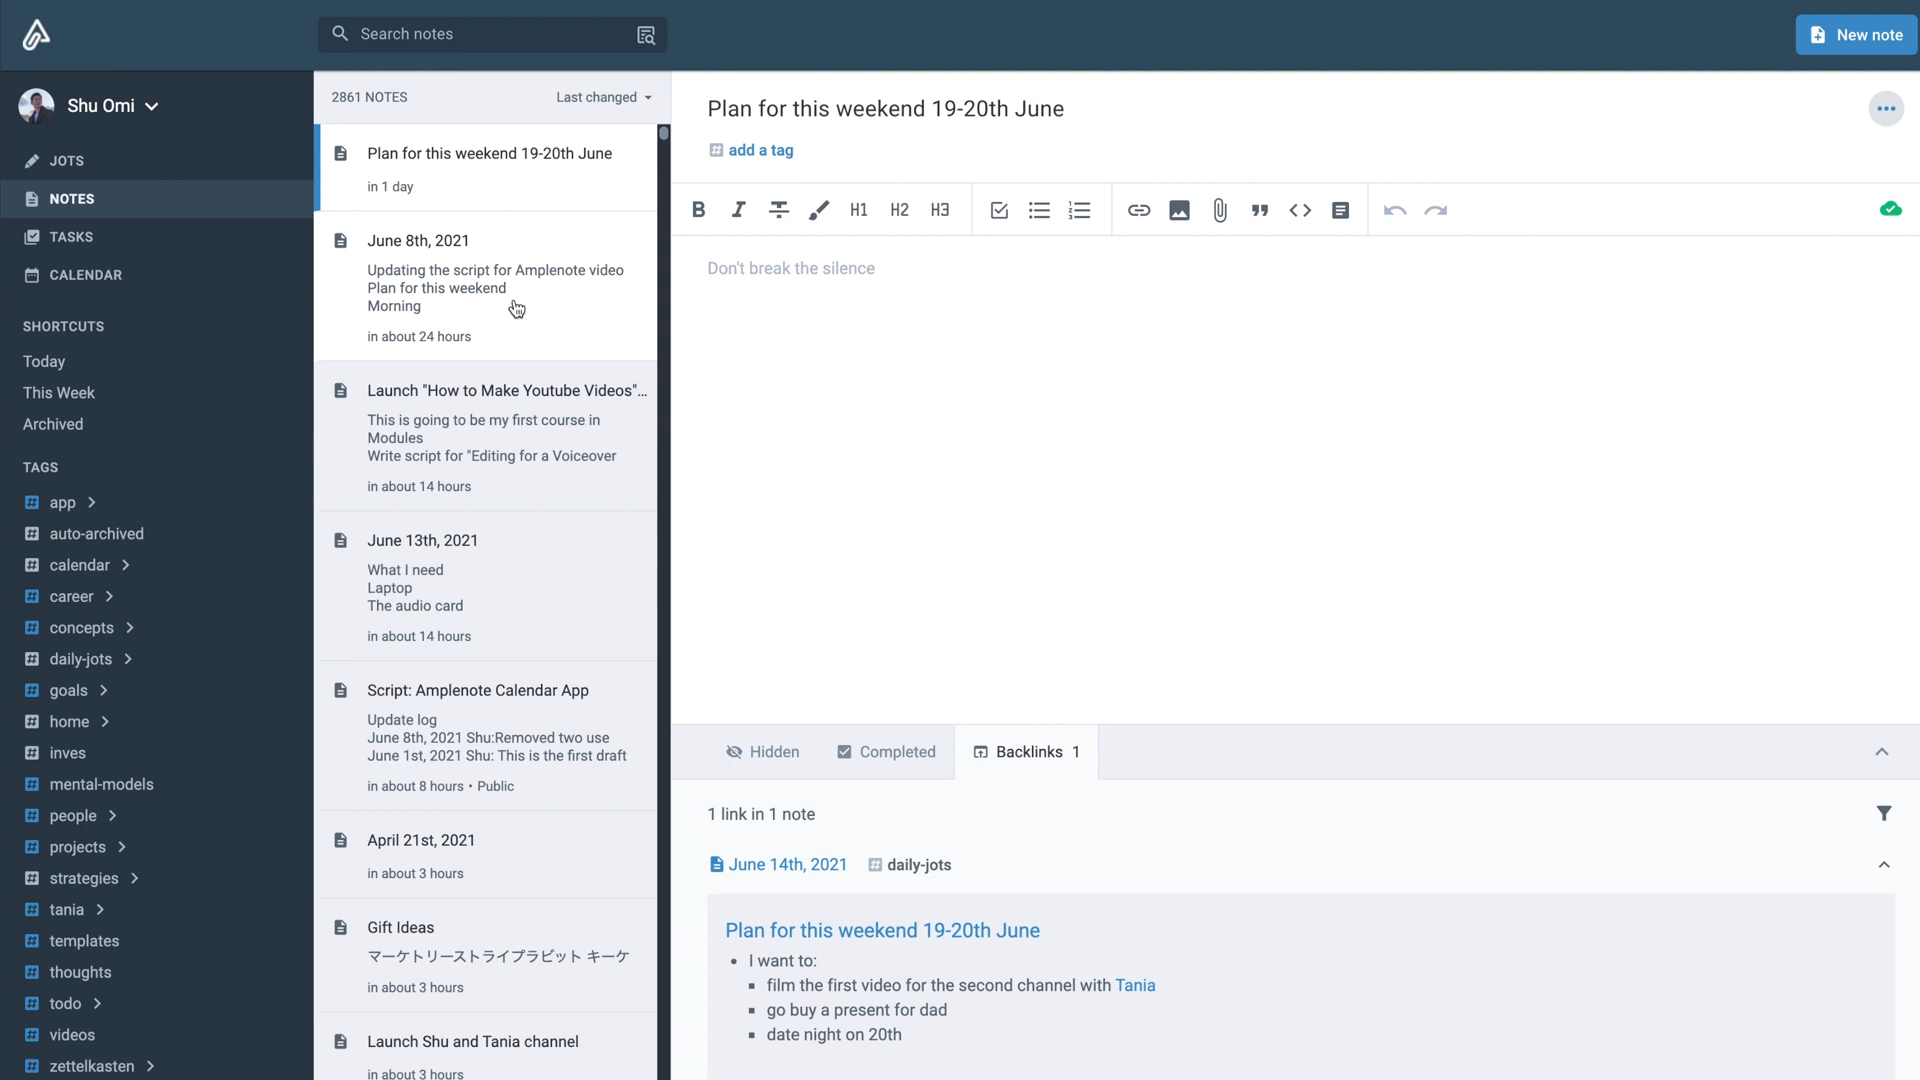 Search notes
New note
Shu Omi
JOTS
NOTES
TASKS
CALENDAR
SHORTCUTS
Today
This Week
Archived
TAGS
app
auto-archived
calendar
career
concepts
daily-jots
goals
home
inves
mental-models
people
projects
strategies
tania
templates
thoughts
todo
videos
zettelkasten
2861 NOTES
Last changed
Plan for this weekend 19-20th June
in 1 day
June 8th, 2021
Updating the script for Amplenote video
Plan for this weekend
Morning
in about 24 hours
Launch "How to Make Youtube Videos"...
This is going to be my first course in
Modules
Write script for "Editing for a Voiceover
in about 14 hours
June 13th, 2021
What I need
Laptop
The audio card
in about 14 hours
Script: Amplenote Calendar App
Update log
June 8th, 2021 Shu:Removed two use
June 1st, 2021 Shu: This is the first draft
in about 8 hours • Public
April 21st, 2021
in about 3 hours
Gift Ideas
マーケトリーストライプラビット キーケ
in about 3 hours
Launch Shu and Tania channel
in about 3 hours
Plan for this weekend 19-20th June
add a tag
B I H1 H2 H3
Don't break the silence
Hidden
Completed
Backlinks 1
1 link in 1 note
June 14th, 2021 daily-jots
Plan for this weekend 19-20th June
• I want to:
▪ film the first video for the second channel with Tania
▪ go buy a present for dad
▪ date night on 20th